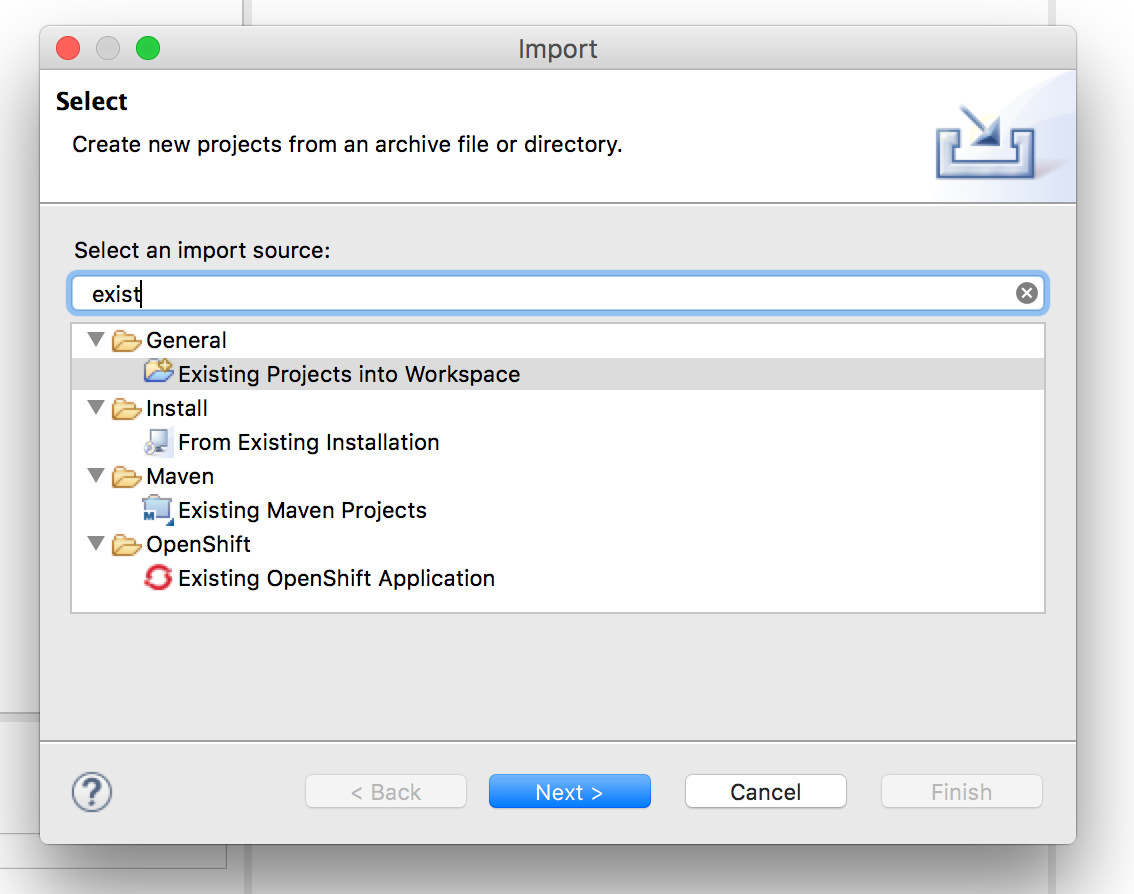 Import
Select
Create new projects from an archive file or directory.
Select an import source:
exist
General
Existing Projects into Workspace
Install
From Existing Installation
Maven
Existing Maven Projects
OpenShift
Existing OpenShift Application
? < Back Next > Cancel Finish